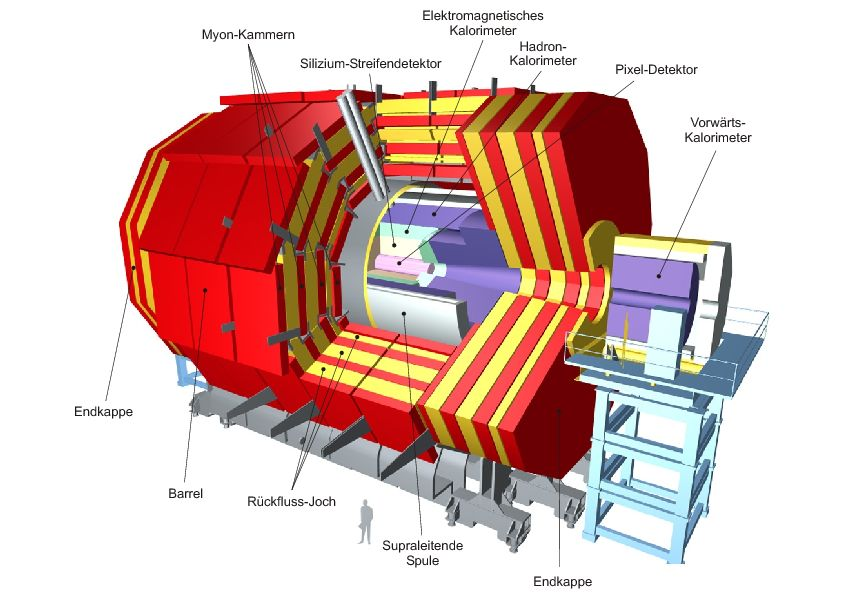 Elektromagnetisches
Kalorimeter
Myon-Kammern
Hadron-
Kalorimeter
Silizium-Streifendetektor
Pixel-Detektor
Vorwärts-
Kalorimeter
Endkappe
Barrel
Rückfluss-Joch
Supraleitende
Spule
Endkappe